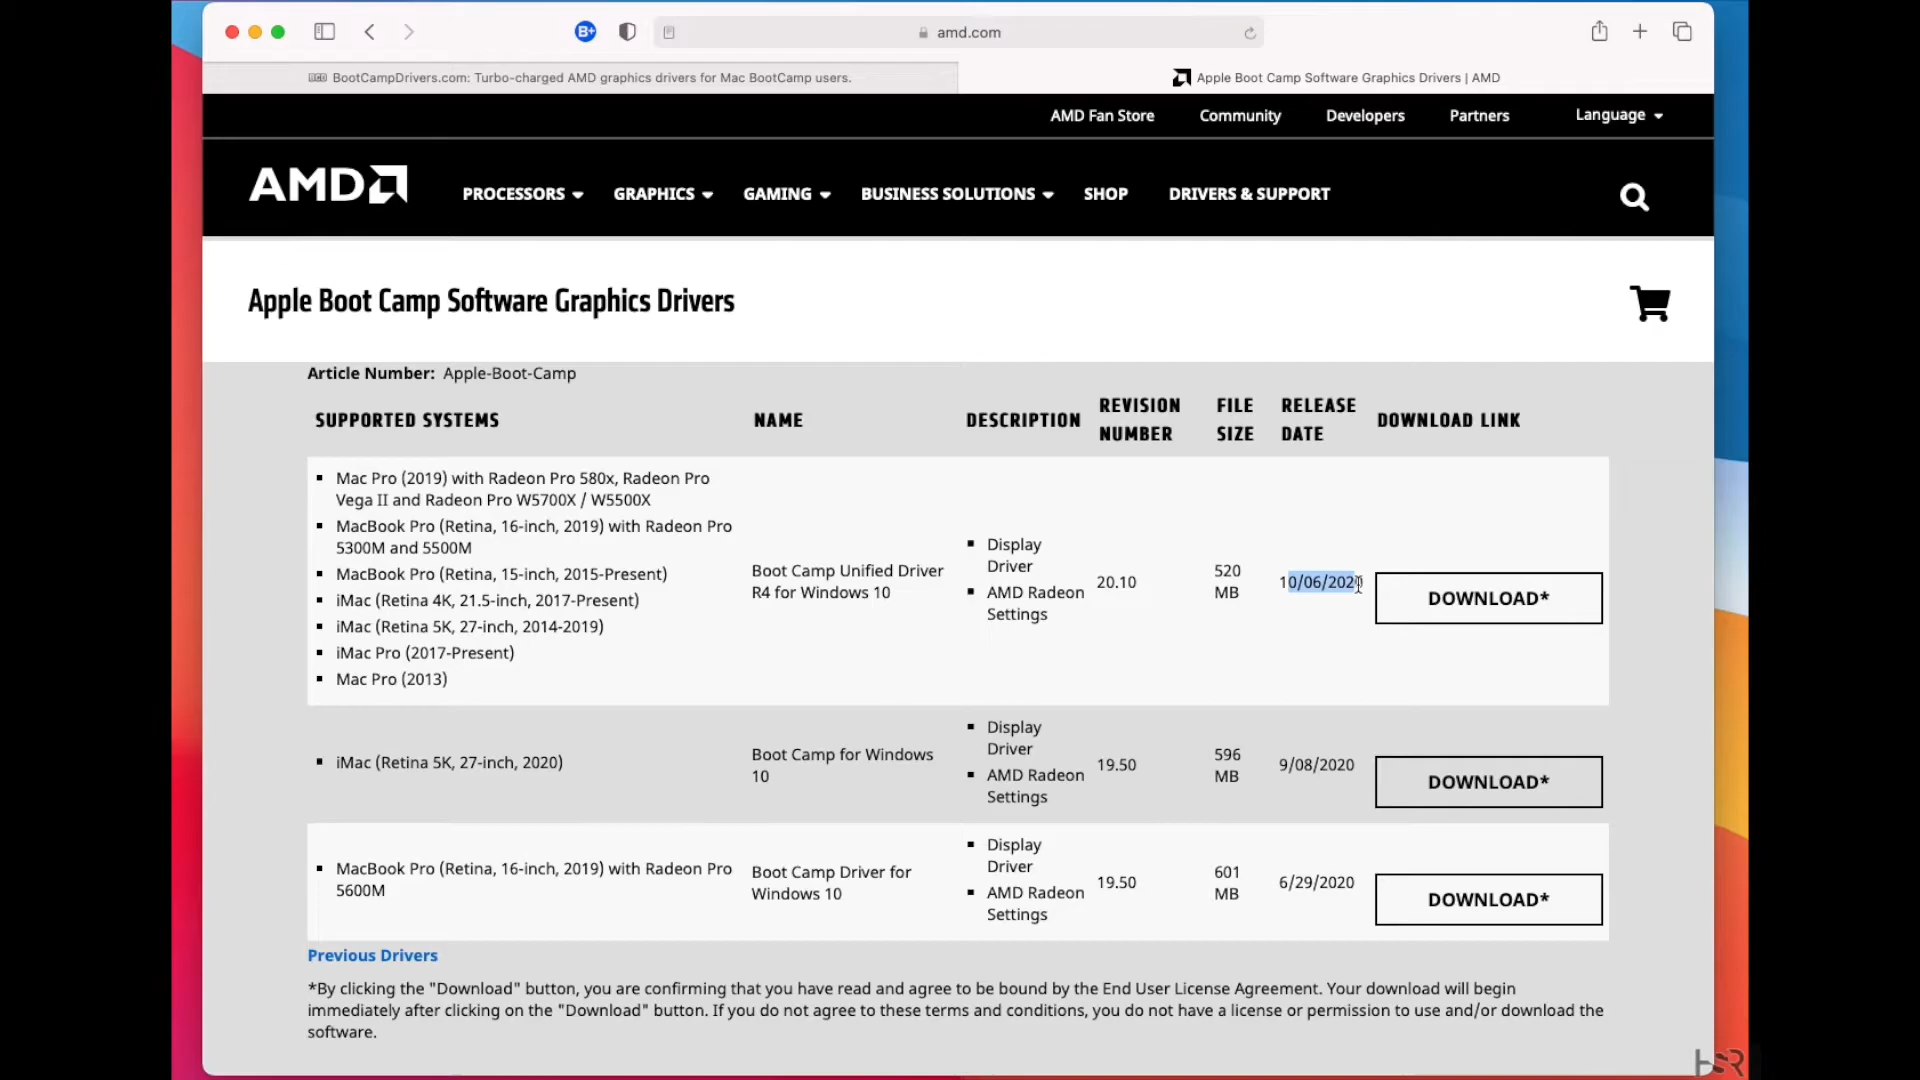 B+
amd.com
BootCampDrivers.com: Turbo-charged AMD graphics drivers for Mac BootCamp users.
Apple Boot Camp Software Graphics Drivers | AMD
AMD Fan Store
Community
Developers
Partners
Language
AMD
PROCESSORS
GRAPHICS
GAMING
BUSINESS SOLUTIONS
SHOP
DRIVERS & SUPPORT
Apple Boot Camp Software Graphics Drivers
Article Number: Apple-Boot-Camp
SUPPORTED SYSTEMS
NAME
DESCRIPTION
REVISION
NUMBER
FILE
SIZE
RELEASE
DATE
DOWNLOAD LINK
Mac Pro (2019) with Radeon Pro 580x, Radeon Pro
Vega II and Radeon Pro W5700X / W5500X
MacBook Pro (Retina, 16-inch, 2019) with Radeon Pro
5300M and 5500M
MacBook Pro (Retina, 15-inch, 2015-Present)
iMac (Retina 4K, 21.5-inch, 2017-Present)
iMac (Retina 5K, 27-inch, 2014-2019)
iMac Pro (2017-Present)
Mac Pro (2013)
Boot Camp Unified Driver
R4 for Windows 10
Display
Driver
AMD Radeon
Settings
20.10
520
MB
10/06/2020
DOWNLOAD*
iMac (Retina 5K, 27-inch, 2020)
Boot Camp for Windows
10
Display
Driver
AMD Radeon
Settings
19.50
596
MB
9/08/2020
DOWNLOAD*
MacBook Pro (Retina, 16-inch, 2019) with Radeon Pro
5600M
Boot Camp Driver for
Windows 10
Display
Driver
AMD Radeon
Settings
19.50
601
MB
6/29/2020
DOWNLOAD*
Previous Drivers
*By clicking the "Download" button, you are confirming that you have read and agree to be bound by the End User License Agreement. Your download will begin
immediately after clicking on the "Download" button. If you do not agree to these terms and conditions, you do not have a license or permission to use and/or download the
software.